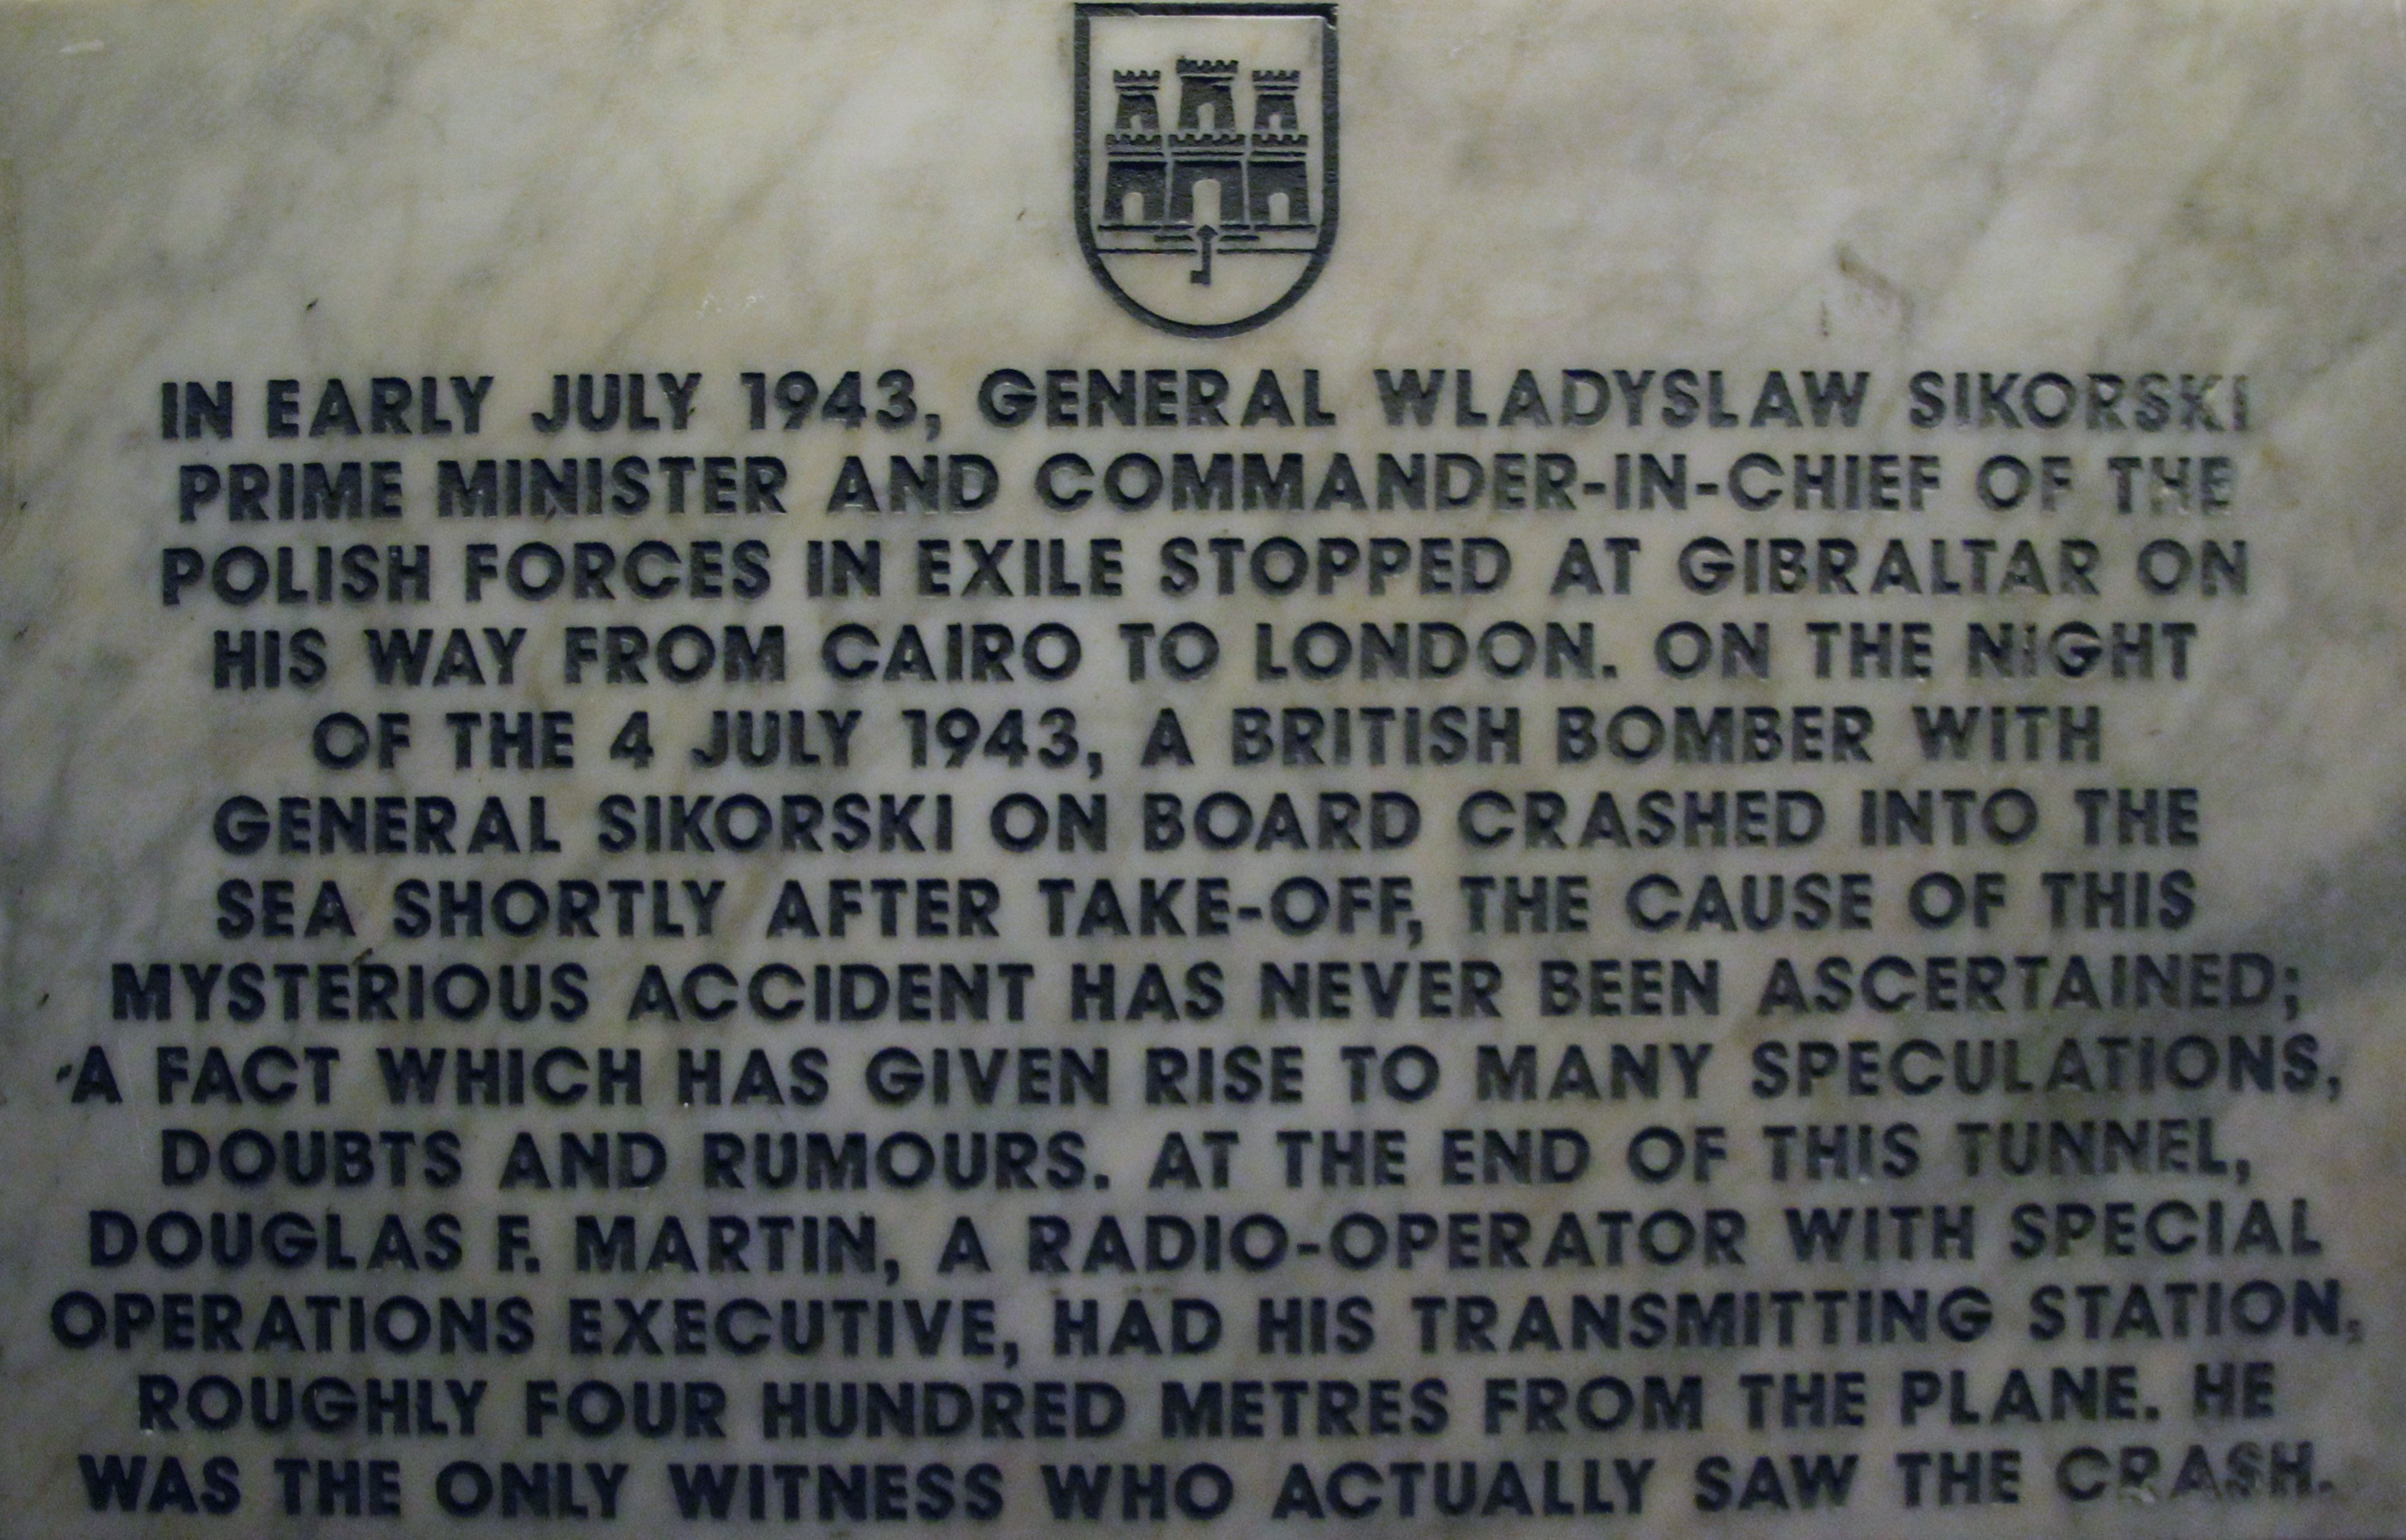 IN EARLY JULY 1943, GENERAL WLADYSLAW SIKORSKI
PRIME MINISTER AND COMMANDER-IN-CHIEF OF THE
POLISH FORCES IN EXILE STOPPED AT GIBRALTAR ON
HIS WAY FROM CAIRO TO LONDON. ON THE NIGHT
OF THE 4 JULY 1943, A BRITISH BOMBER WITH
GENERAL SIKORSKI ON BOARD CRASHED INTO THE
SEA SHORTLY AFTER TAKE-OFF, THE CAUSE OF THIS
MYSTERIOUS ACCIDENT HAS NEVER BEEN ASCERTAINED;
A FACT WHICH HAS GIVEN RISE TO MANY SPECULATIONS,
DOUBTS AND RUMOURS. AT THE END OF THIS TUNNEL,
DOUGLAS F. MARTIN, A RADIO-OPERATOR WITH SPECIAL
OPERATIONS EXECUTIVE, HAD HIS TRANSMITTING STATION,
ROUGHLY FOUR HUNDRED METRES FROM THE PLANE. HE
WAS THE ONLY WITNESS WHO ACTUALLY SAW THE CRASH.